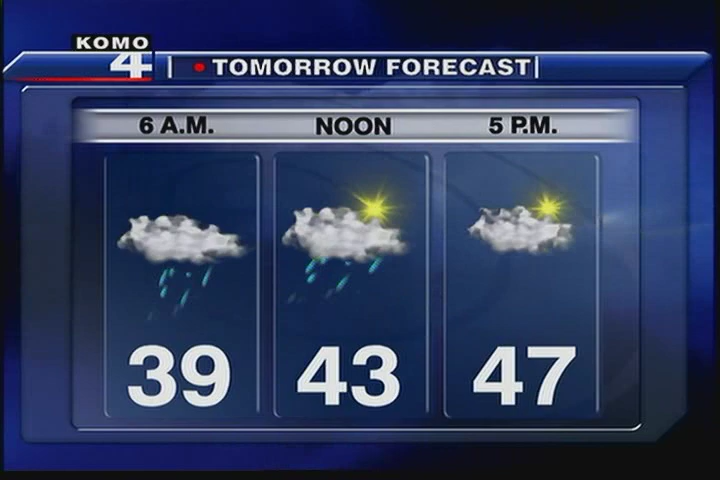 KOMO
4
TOMORROW FORECAST
6 A.M. NOON 5 P.M.
39 43 47